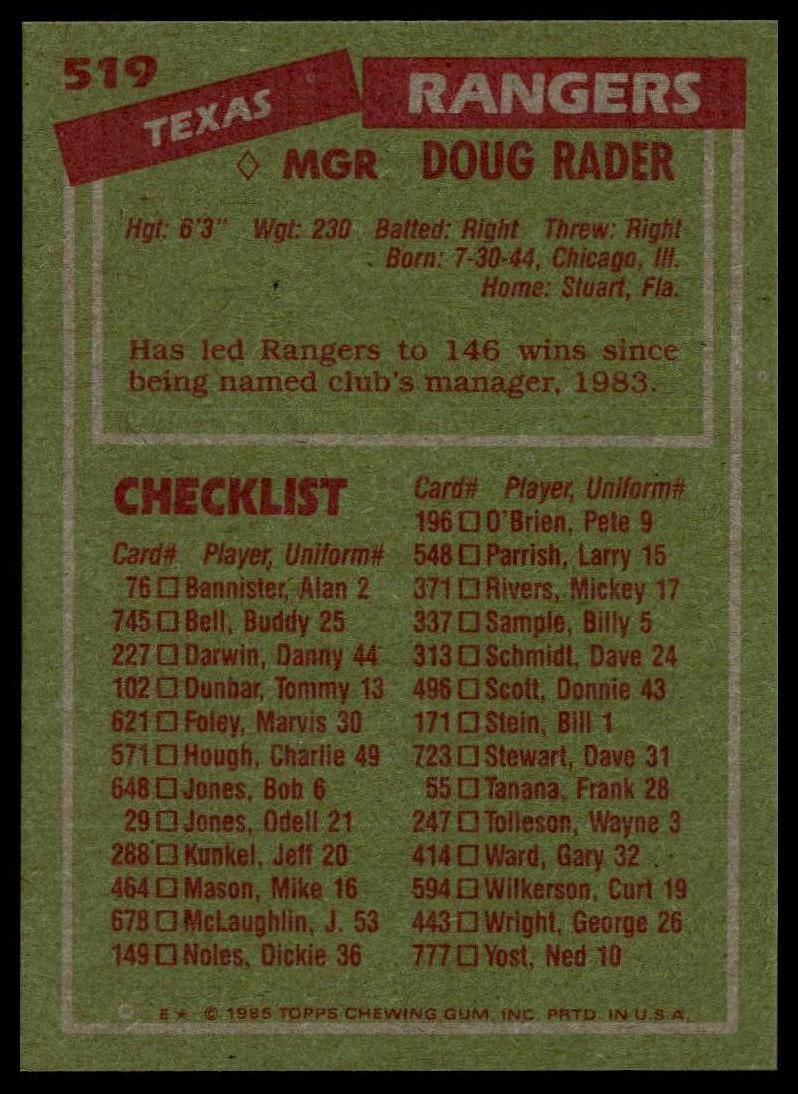 519
TEXAS RANGERS
MGR DOUG RADER
Hgt: 6'3" Wgt: 230 Batted: Right Threw: Right
Born: 7-30-44, Chicago, Ill.
Home: Stuart, Fla.
Has led Rangers to 146 wins since
being named club's manager, 1983.
CHECKLIST
Card# Player, Uniform#
76 □ Bannister, Alan 2
745 □ Bell, Buddy 25
227 □ Darwin, Danny 44
102 □ Dunbar, Tommy 13
621 □ Foley, Marvis 30
571 □ Hough, Charlie 49
648 □ Jones, Bob 6
29 □ Jones, Odell 21
288 □ Kunkel, Jeff 20
464 □ Mason, Mike 16
678 □ McLaughlin, J. 53
149 □ Noles, Dickie 36
Card# Player, Uniform#
196 □ O'Brien, Pete 9
548 □ Parrish, Larry 15
371 □ Rivers, Mickey 17
337 □ Sample, Billy 5
313 □ Schmidt, Dave 24
496 □ Scott, Donnie 43
171 □ Stein, Bill 1
723 □ Stewart, Dave 31
55 □ Tanana, Frank 28
247 □ Tolleson, Wayne 3
414 □ Ward, Gary 32
594 □ Wilkerson, Curt 19
443 □ Wright, George 26
777 □ Yost, Ned 10
E★ © 1985 TOPPS CHEWING GUM, INC. PRTD. IN U.S.A.